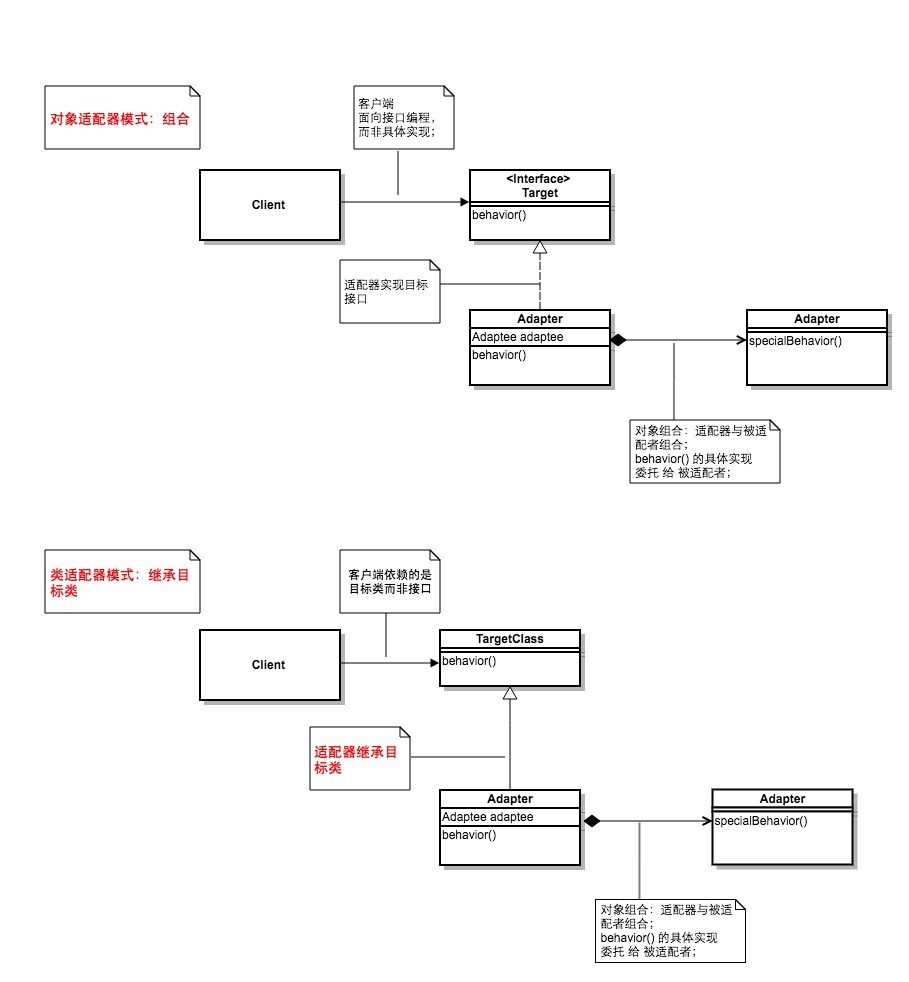 对象适配器模式：组合
客户端
面向接口编程，
而非具体实现；
Client
<Interface>
Target
behavior()
适配器实现目标
接口
Adapter
Adaptee adaptee
behavior()
Adapter
specialBehavior()
对象组合：适配器与被适
配者组合；
behavior() 的具体实现
委托 给 被适配者；
类适配器模式：继承目
标类
客户端依赖的是
目标类而非接口
Client
TargetClass
behavior()
适配器继承目
标类
Adapter
Adaptee adaptee
behavior()
Adapter
specialBehavior()
对象组合：适配器与被适
配者组合；
behavior() 的具体实现
委托 给 被适配者；